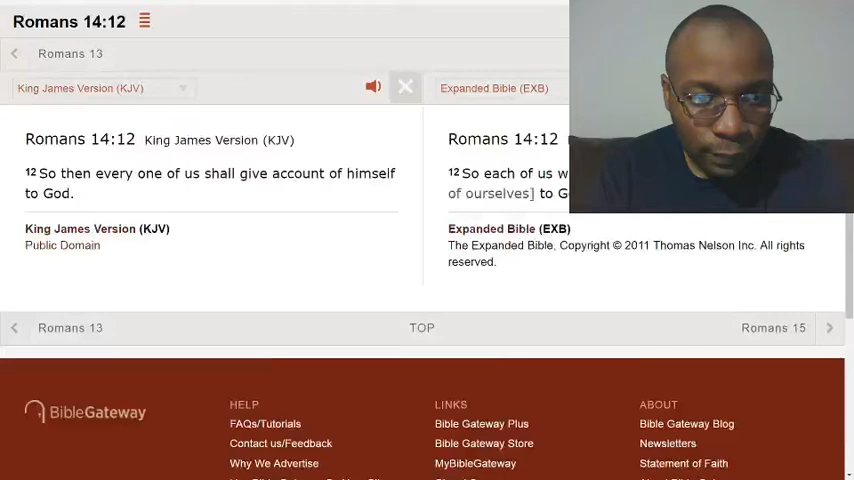 Romans 14:12
Romans 13
King James Version (KJV)
Expanded Bible (EXB)
Romans 14:12 King James Version (KJV)
Romans 14:12
12 So then every one of us shall give account of himself
to God.
12 So each of us w
of ourselves] to G
King James Version (KJV)
Public Domain
Expanded Bible (EXB)
The Expanded Bible, Copyright © 2011 Thomas Nelson Inc. All rights
reserved.
Romans 13
TOP
Romans 15
BibleGateway
HELP
FAQs/Tutorials
Contact us/Feedback
Why We Advertise
LINKS
Bible Gateway Plus
Bible Gateway Store
MyBibleGateway
ABOUT
Bible Gateway Blog
Newsletters
Statement of Faith